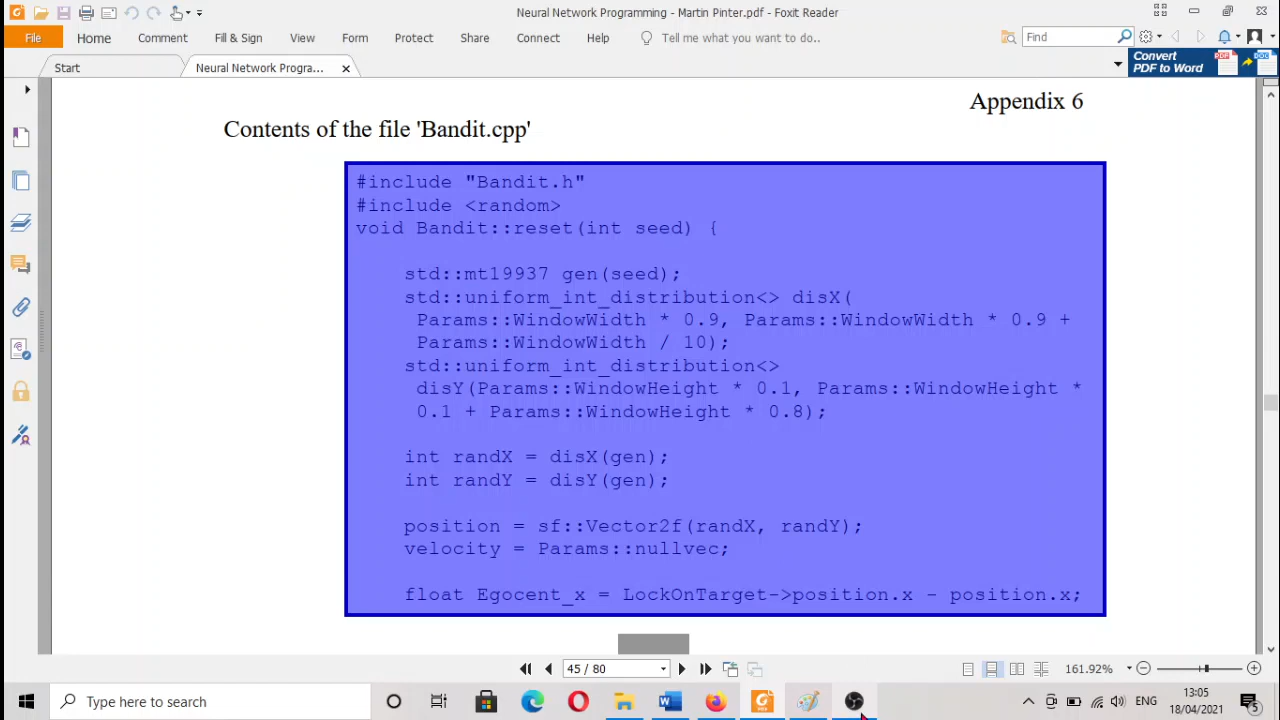 Neural Network Programming - Martin Pinter.pdf - Foxit Reader
File Home Comment Fill & Sign View Form Protect Share Connect Help Tell me what you want to do.. Find
Start Neural Network Progra... Convert
PDF to Word
Appendix 6
Contents of the file 'Bandit.cpp'
#include "Bandit.h"
#include <random>
void Bandit::reset(int seed) {
std::mt19937 gen(seed);
std::uniform_int_distribution<> disX(
Params::WindowWidth * 0.9, Params::WindowWidth * 0.9 +
Params::WindowWidth / 10);
std::uniform_int_distribution<>
disY(Params::WindowHeight * 0.1, Params::WindowHeight *
0.1 + Params::WindowHeight * 0.8);
int randX = disX(gen);
int randY = disY(gen);
position = sf::Vector2f(randX, randY);
velocity = Params::nullvec;
float Egocent_x = LockOnTarget->position.x - position.x;
45 / 80 161.92%
Type here to search ENG 13:05
18/04/2021 5